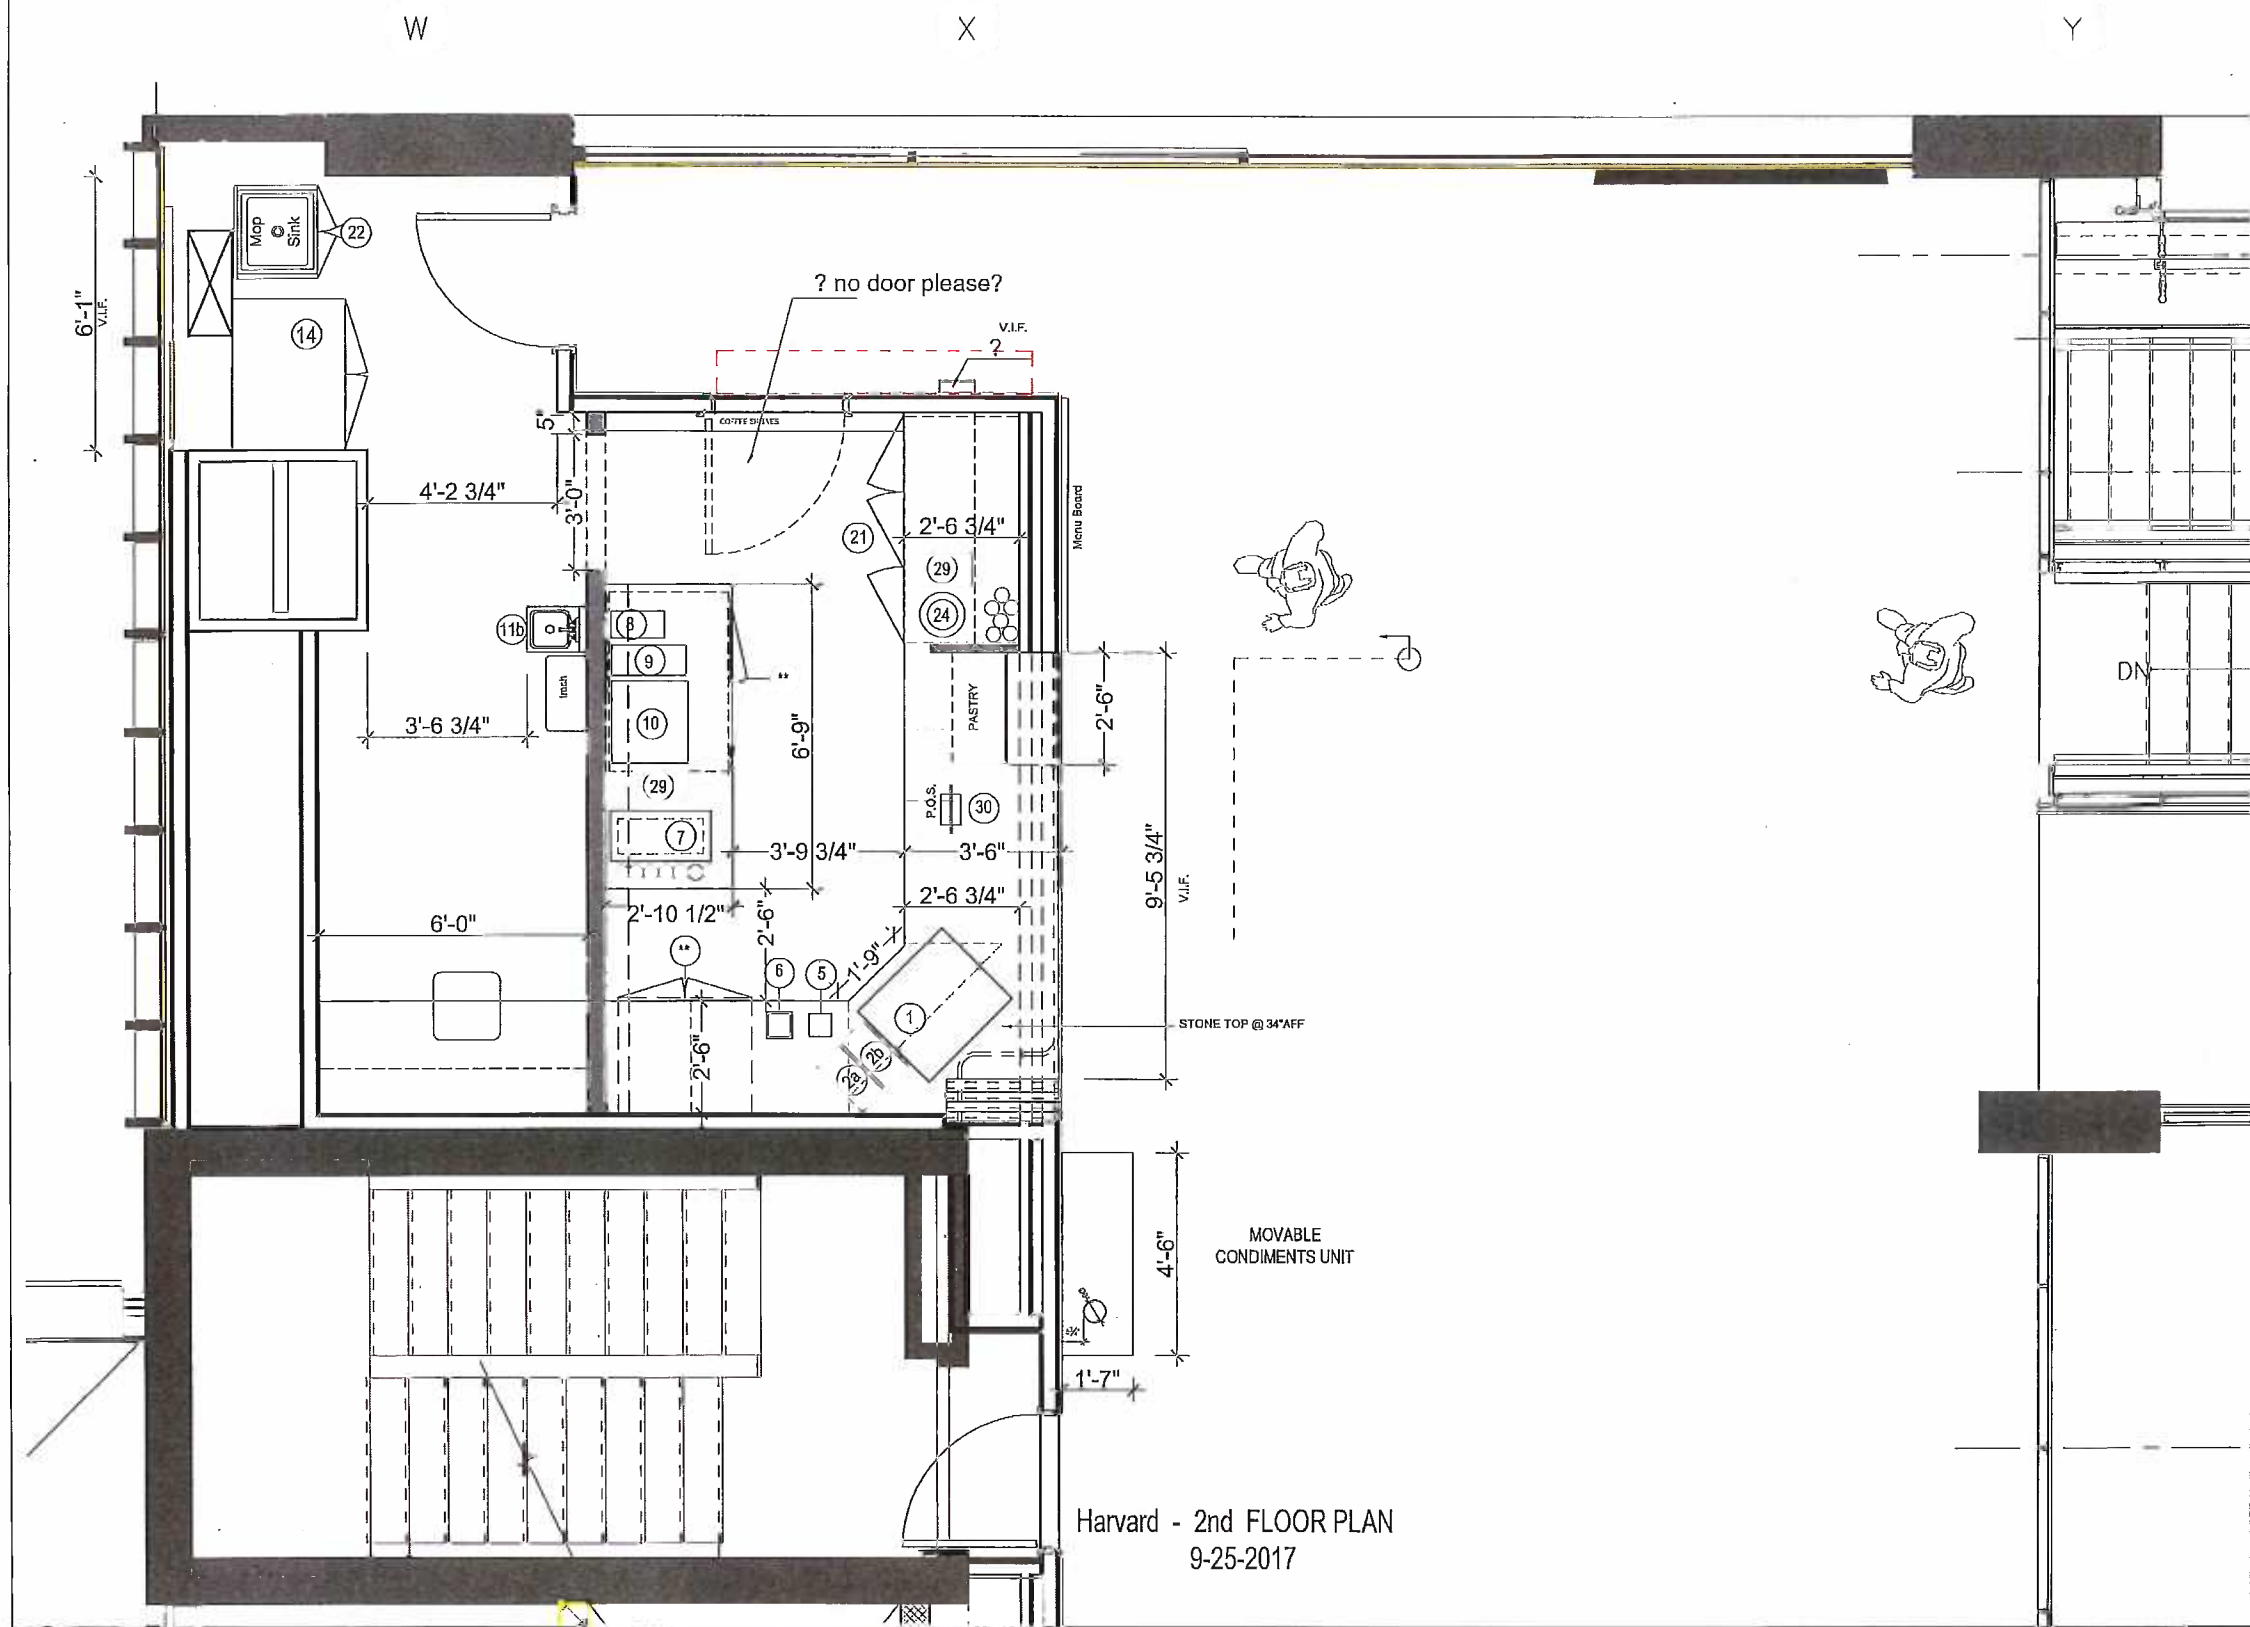 W
X
Y
Mop
Sink
22
6'-1"
V.I.F.
14
? no door please?
V.I.F.
?
5"
COFFEE SHELVES
4'-2 3/4"
3'-0"
21
2'-6 3/4"
Menu Board
29
24
11b
8
9
trash
10
**
6'-9"
PASTRY
2'-6"
3'-6 3/4"
29
P.O.S.
30
7
3'-9 3/4"
3'-6"
9'-5 3/4"
V.I.F.
DN
6'-0"
2'-10 1/2"
2'-6"
2'-6 3/4"
**
6
5
1'-9"
1
2b
2a
2'-6"
STONE TOP @ 34"AFF
4'-6"
MOVABLE
CONDIMENTS UNIT
1'-7"
Harvard - 2nd FLOOR PLAN
9-25-2017